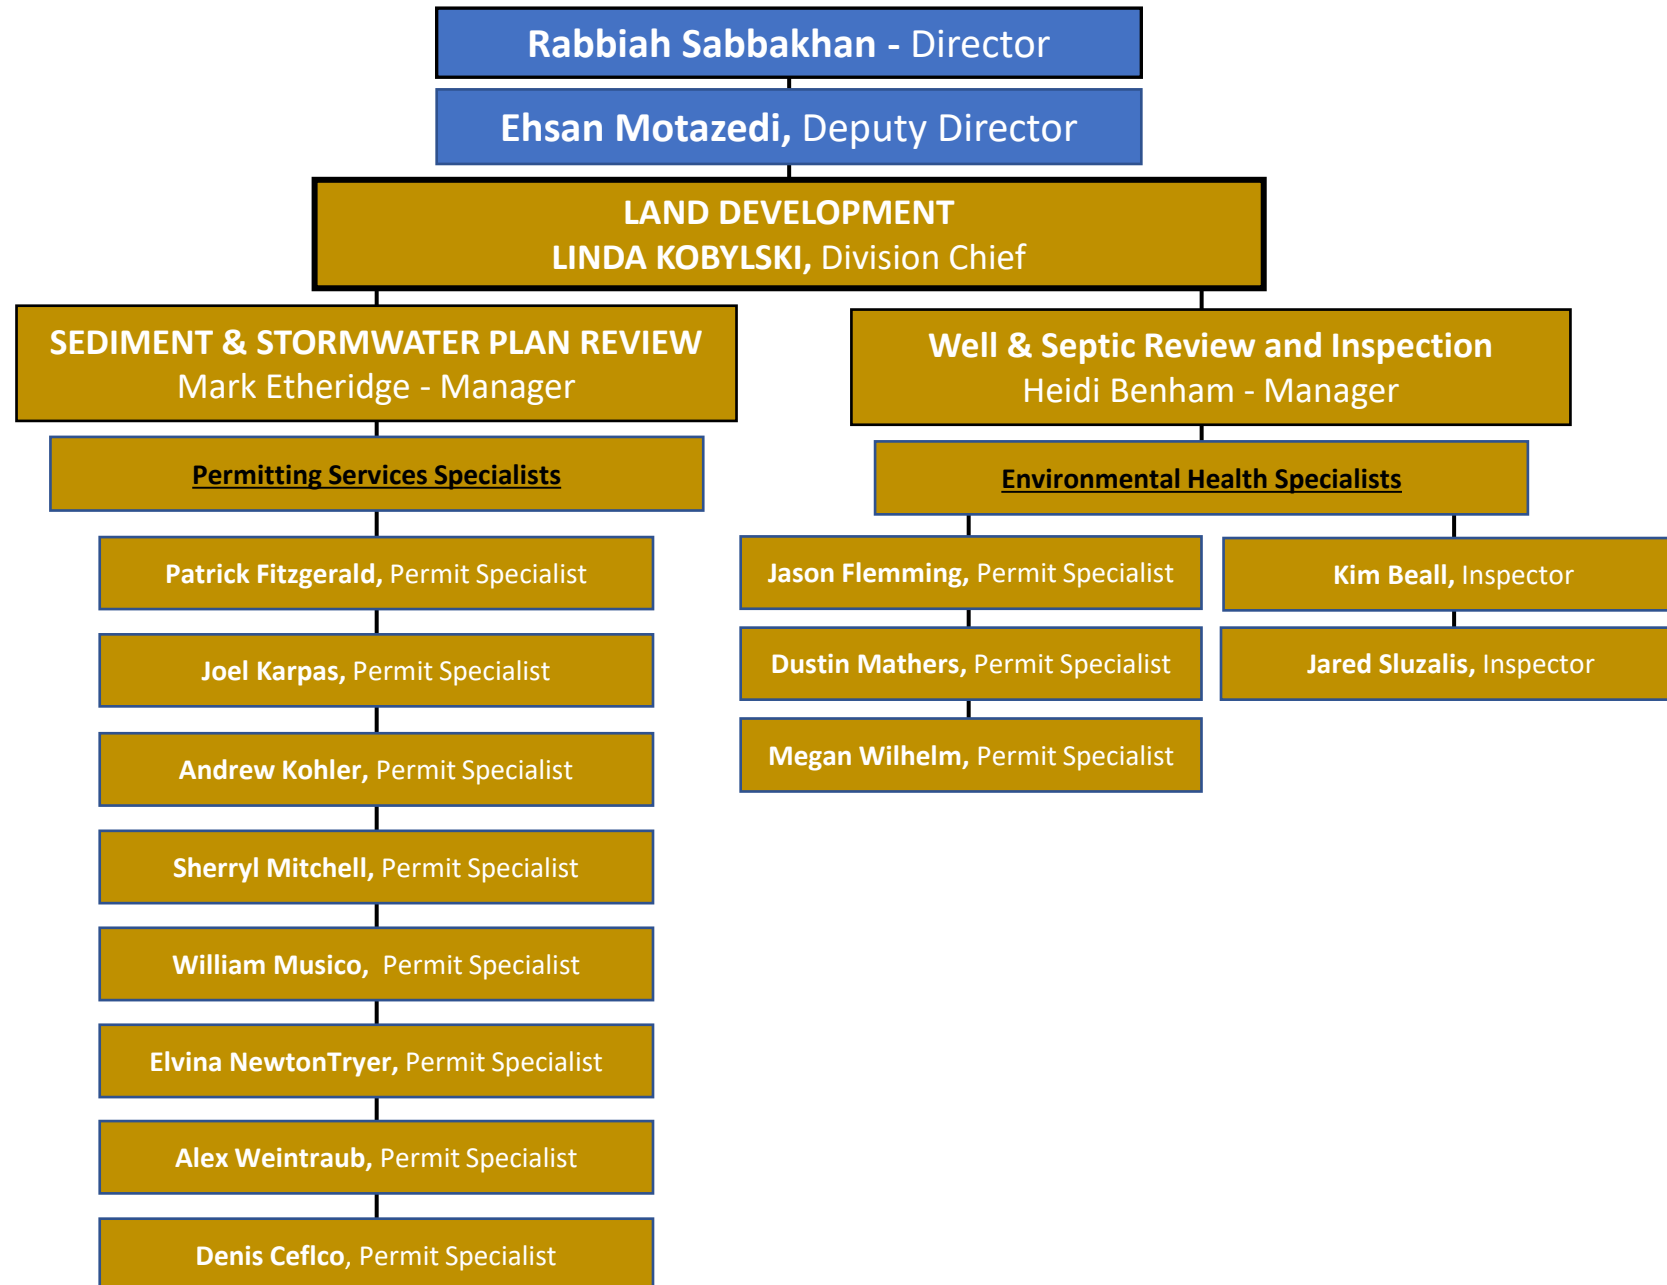 Rabbiah Sabbakhan - Director
Ehsan Motazedi, Deputy Director
LAND DEVELOPMENT
LINDA KOBYLSKI, Division Chief
SEDIMENT & STORMWATER PLAN REVIEW
Mark Etheridge - Manager
Permitting Services Specialists
Patrick Fitzgerald, Permit Specialist
Joel Karpas, Permit Specialist
Andrew Kohler, Permit Specialist
Sherryl Mitchell, Permit Specialist
William Musico, Permit Specialist
Elvina NewtonTryer, Permit Specialist
Alex Weintraub, Permit Specialist
Denis Ceflco, Permit Specialist
Well & Septic Review and Inspection
Heidi Benham - Manager
Environmental Health Specialists
Jason Flemming, Permit Specialist
Dustin Mathers, Permit Specialist
Megan Wilhelm, Permit Specialist
Kim Beall, Inspector
Jared Sluzalis, Inspector